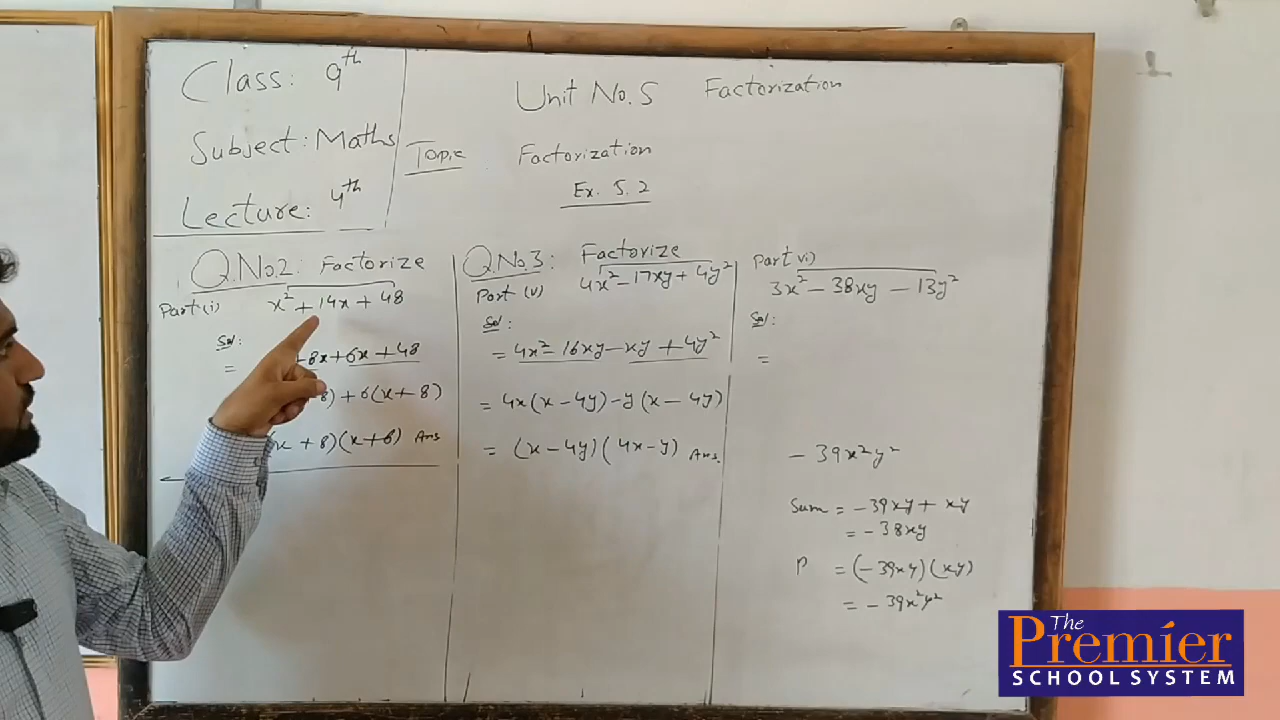 Class: 9th
Subject: Maths
Lecture: 4th
Unit No. 5 Factorization
Topic Factorization
Ex. 5.2
Q.No.2: Factorize
Part (i) x² + 14x + 48
Sol:
= 8x + 6x + 48
8) + 6(x + 8)
(x + 8)(x + 6) Ans
Q.No.3: Factorize
Part (v) 4x² - 17xy + 4y²
Sol:
= 4x² - 16xy - xy + 4y²
= 4x(x - 4y) - y(x - 4y)
= (x - 4y)(4x - y) Ans.
Part vi)
3x² - 38xy - 13y²
Sol:
=
- 39x²y²
Sum = - 39xy + xy
= - 38xy
P = (- 39xy)(xy)
= - 39x²y²
The
Premier
SCHOOL SYSTEM